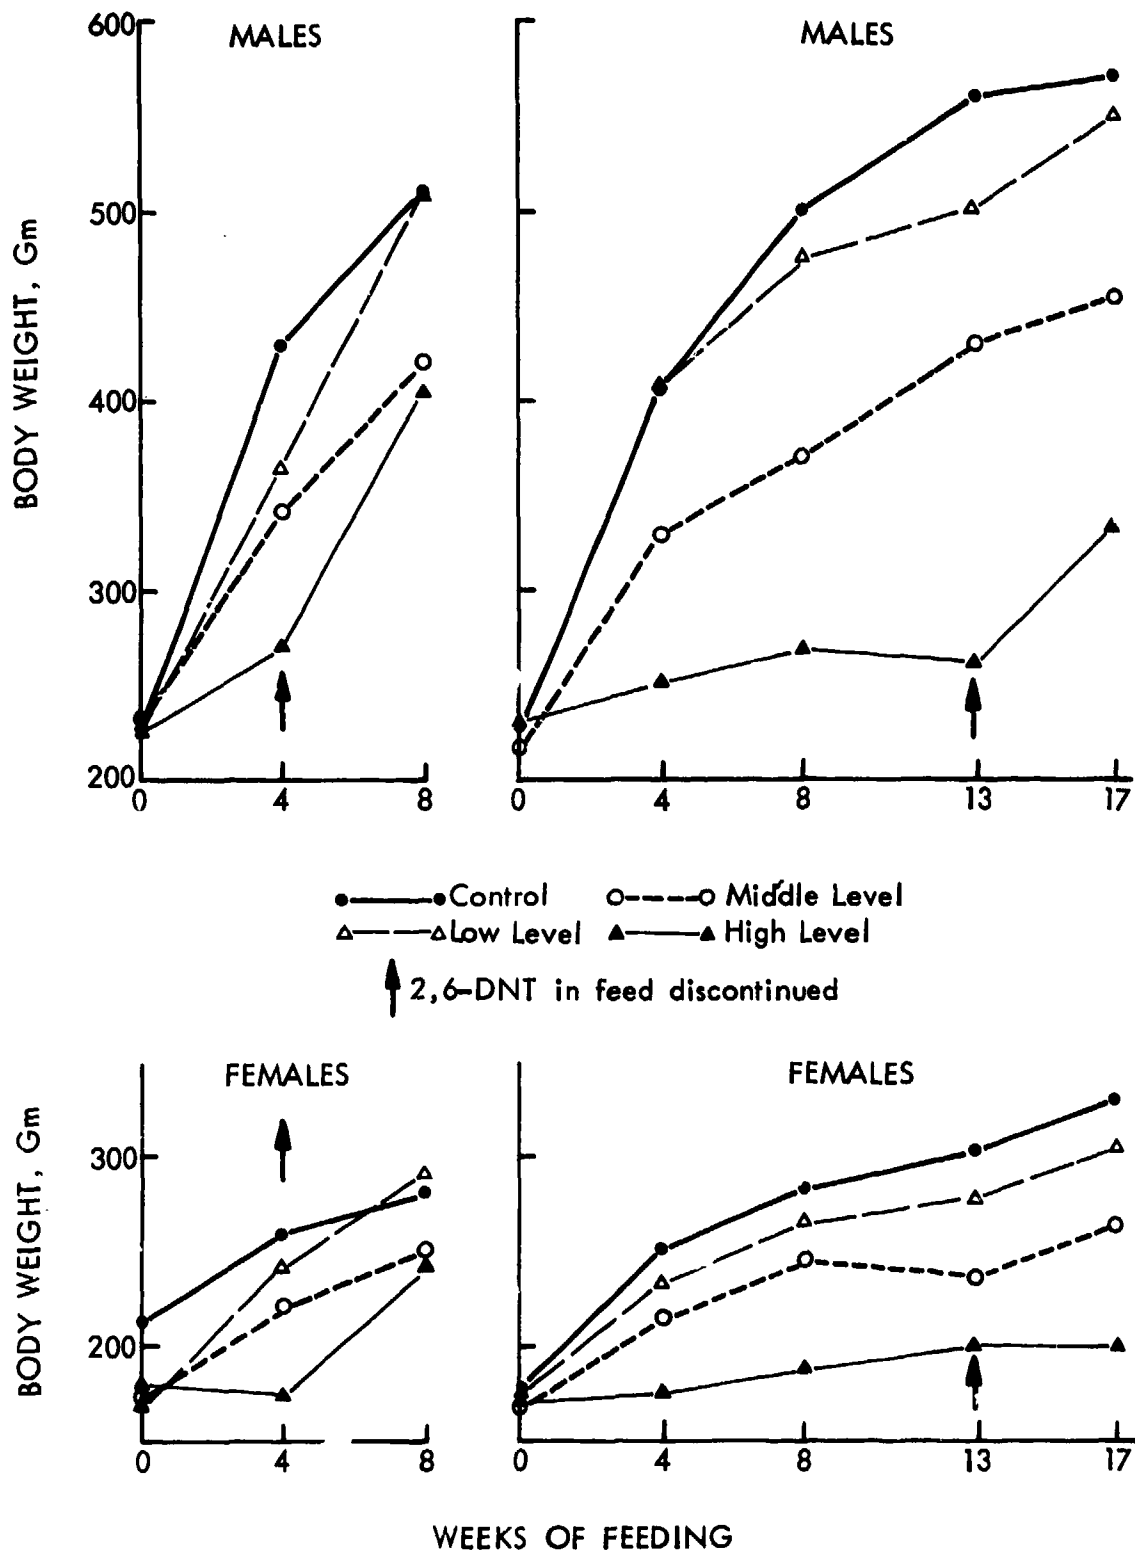 MALES
MALES
600
500
400
300
200
BODY WEIGHT, Gm
0 4 8
0 4 8 13 17
Control Middle Level
Low Level High Level
2,6-DNT in feed discontinued
FEMALES
FEMALES
300
200
BODY WEIGHT, Gm
0 4 8
0 4 8 13 17
WEEKS OF FEEDING